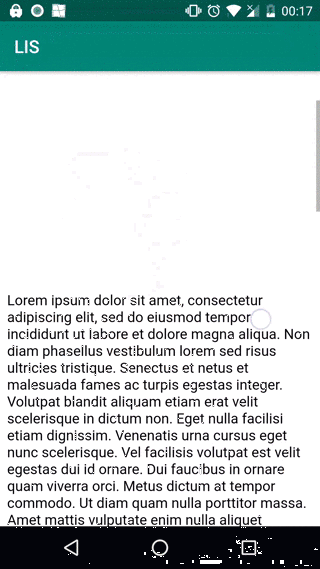 00:17
LIS
Lorem ipsum dolor sit amet, consectetur
adipiscing elit, sed do eiusmod tempor
incididunt ut labore et dolore magna aliqua. Non
diam phaseilus vestibulum lorem sed risus
ultricies tristique. Senectus et netus et
malesuada fames ac turpis egestas integer.
Volutpat blandit aliquam etiam erat velit
scelerisque in dictum non. Eget nulla facilisi
etiam dignissim. Venenatis urna cursus eget
nunc scelerisque. Vel facilisis volutpat est velit
egestas dui id ornare. Dui faucibus in ornare
quam viverra orci. Metus dictum at tempor
commodo. Ut diam quam nulla porttitor massa.
Amet mattis vulputate enim nulla aliquet